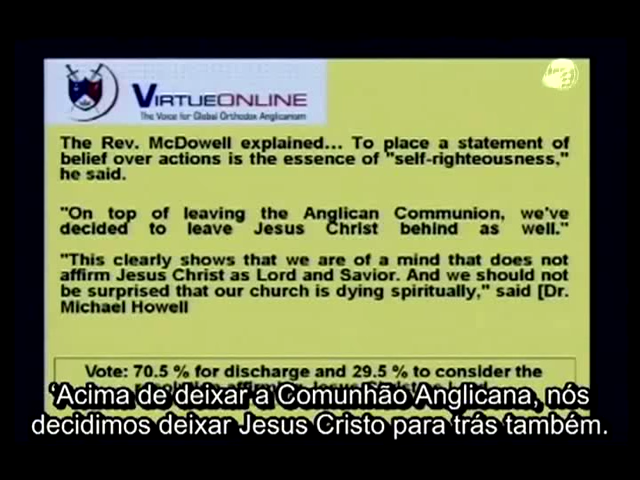 VIRTUEONLINE
The Voice for Global Orthodox Anglicanism
The Rev. McDowell explained... To place a statement of
belief over actions is the essence of "self-righteousness,"
he said.
"On top of leaving the Anglican Communion, we've
decided to leave Jesus Christ behind as well."
"This clearly shows that we are of a mind that does not
affirm Jesus Christ as Lord and Savior. And we should not
be surprised that our church is dying spiritually," said [Dr.
Michael Howell
Vote: 70.5 % for discharge and 29.5 % to consider the
‘Acima de deixar a Comunhão Anglicana, nós
decidimos deixar Jesus Cristo para trás também.